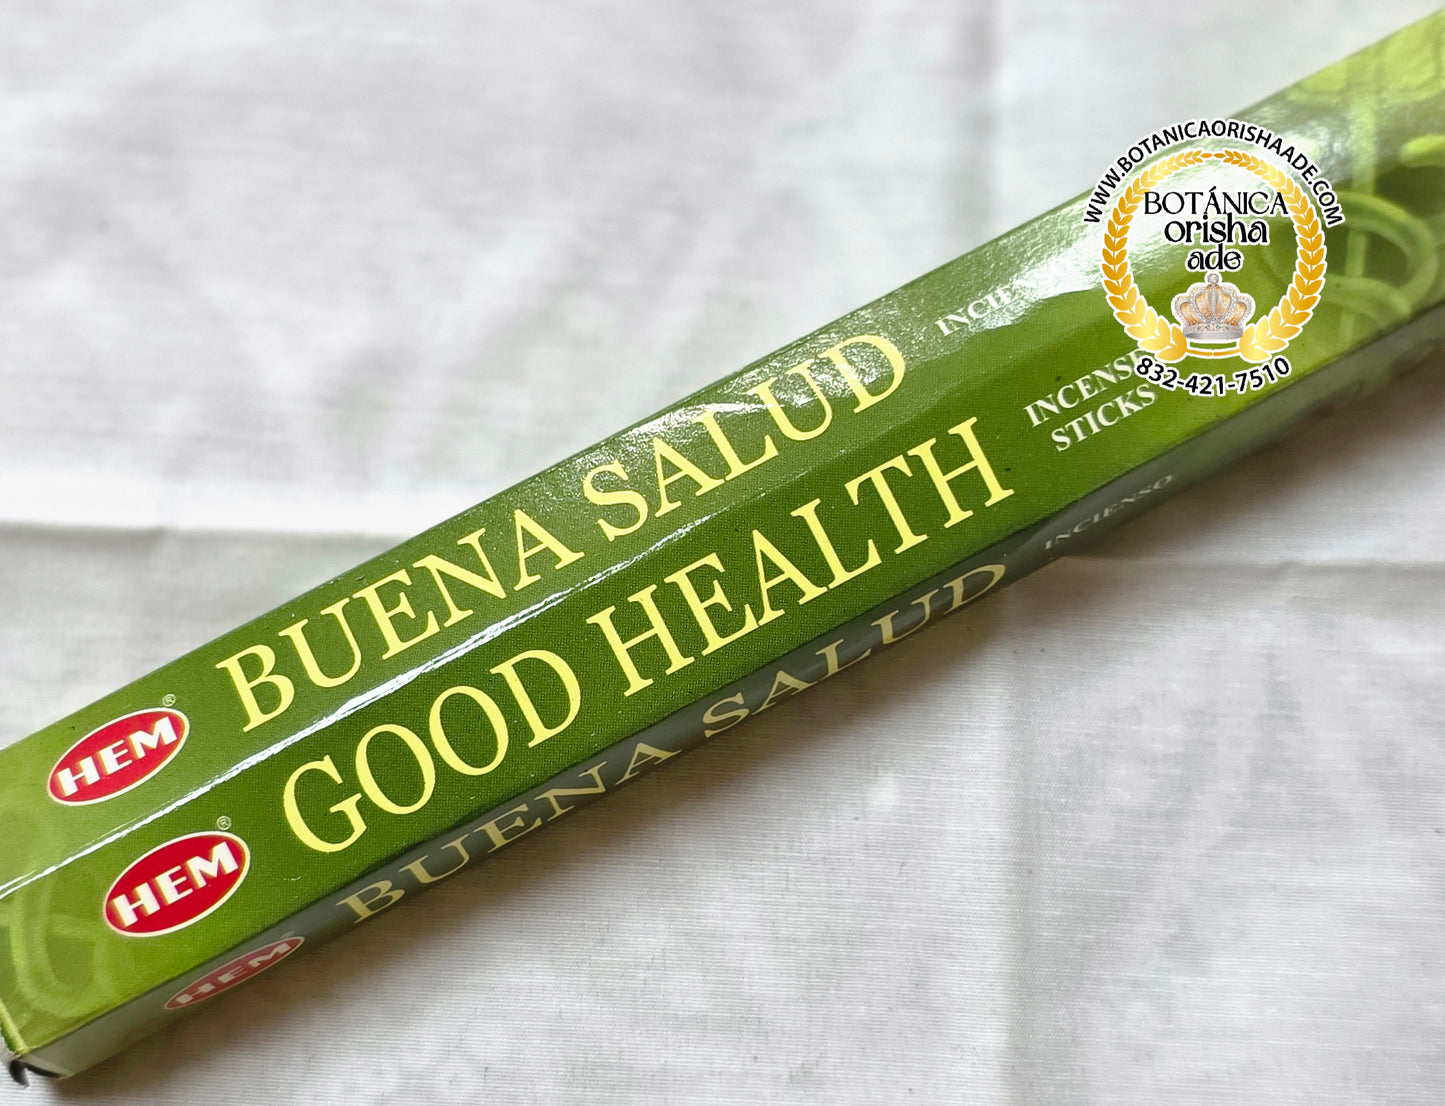 WWW.BOTANICAORISHAADE.COM
BOTÁNICA
orisha
ade
832-421-7510
HEM®
BUENA SALUD
INCIENSO
HEM®
GOOD HEALTH
INCENSE
STICKS
HEM®
BUENA SALUD
INCIENSO